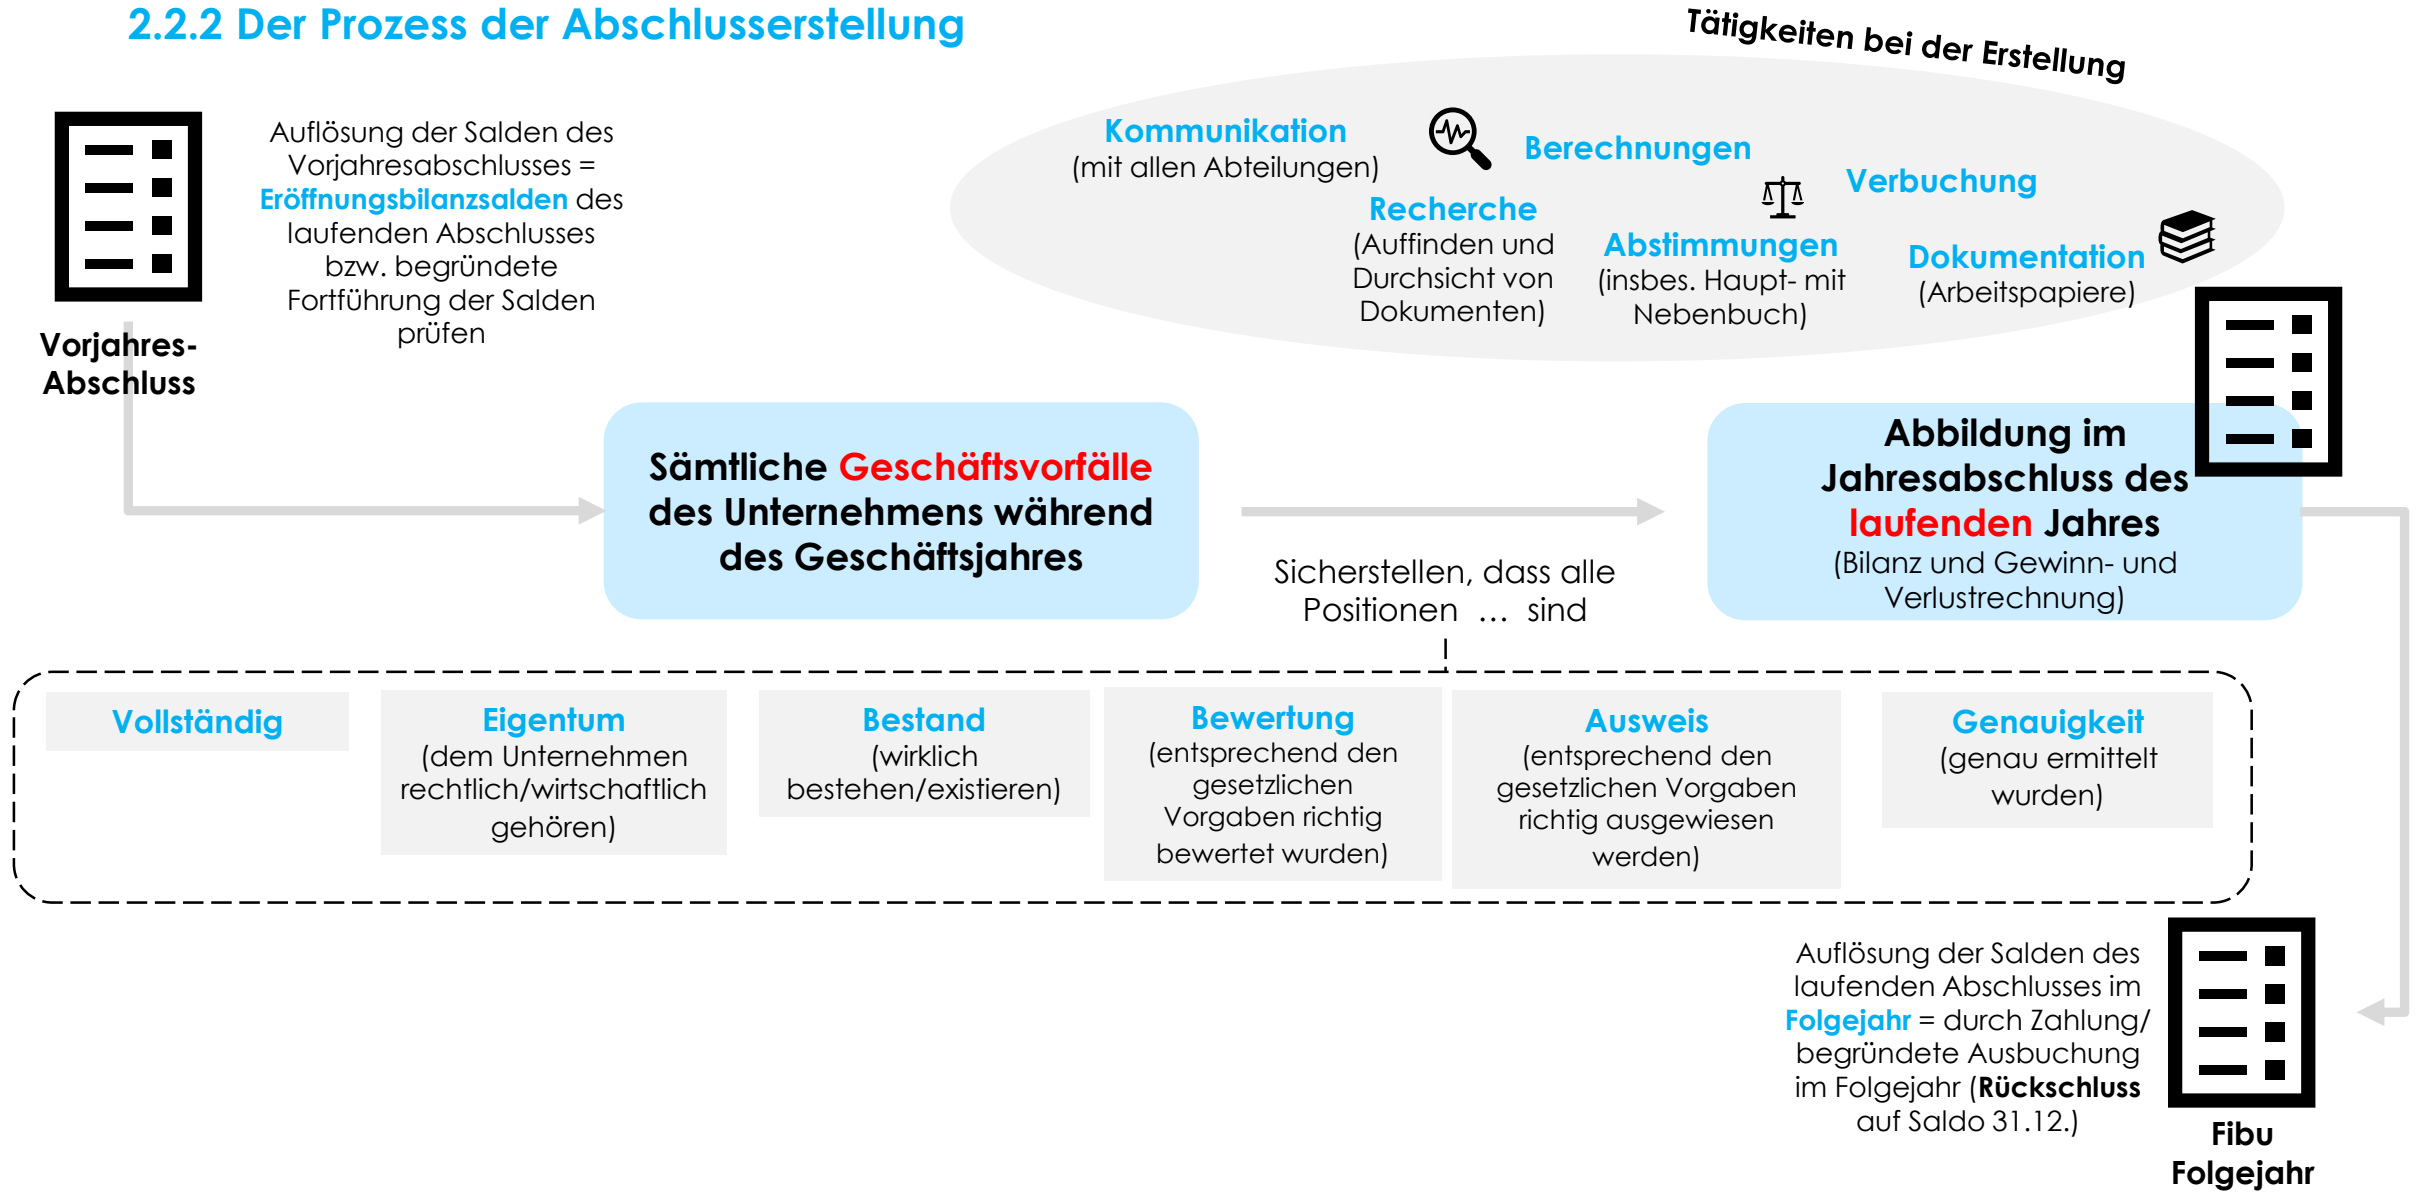 2.2.2 Der Prozess der Abschlusserstellung
Tätigkeiten bei der Erstellung
Auflösung der Salden des
Vorjahresabschlusses =
Eröffnungsbilanzsalden des
laufenden Abschlusses
bzw. begründete
Fortführung der Salden
prüfen
Vorjahres-
Abschluss
Kommunikation
(mit allen Abteilungen)
Berechnungen
Verbuchung
Recherche
(Auffinden und
Durchsicht von
Dokumenten)
Abstimmungen
(insbes. Haupt- mit
Nebenbuch)
Dokumentation
(Arbeitspapiere)
Sämtliche Geschäftsvorfälle
des Unternehmens während
des Geschäftsjahres
Sicherstellen, dass alle
Positionen … sind
Abbildung im
Jahresabschluss des
laufenden Jahres
(Bilanz und Gewinn- und
Verlustrechnung)
Vollständig
Eigentum
(dem Unternehmen
rechtlich/wirtschaftlich
gehören)
Bestand
(wirklich
bestehen/existieren)
Bewertung
(entsprechend den
gesetzlichen
Vorgaben richtig
bewertet wurden)
Ausweis
(entsprechend den
gesetzlichen Vorgaben
richtig ausgewiesen
werden)
Genauigkeit
(genau ermittelt
wurden)
Auflösung der Salden des
laufenden Abschlusses im
Folgejahr = durch Zahlung/
begründete Ausbuchung
im Folgejahr (Rückschluss
auf Saldo 31.12.)
Fibu
Folgejahr